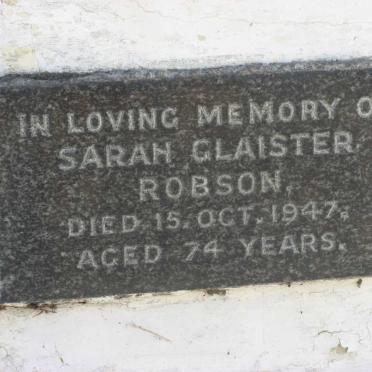 IN LOVING MEMORY O
SARAH GLAISTER
ROBSON,
DIED 15. OCT. 1947.
AGED 74 YEARS.